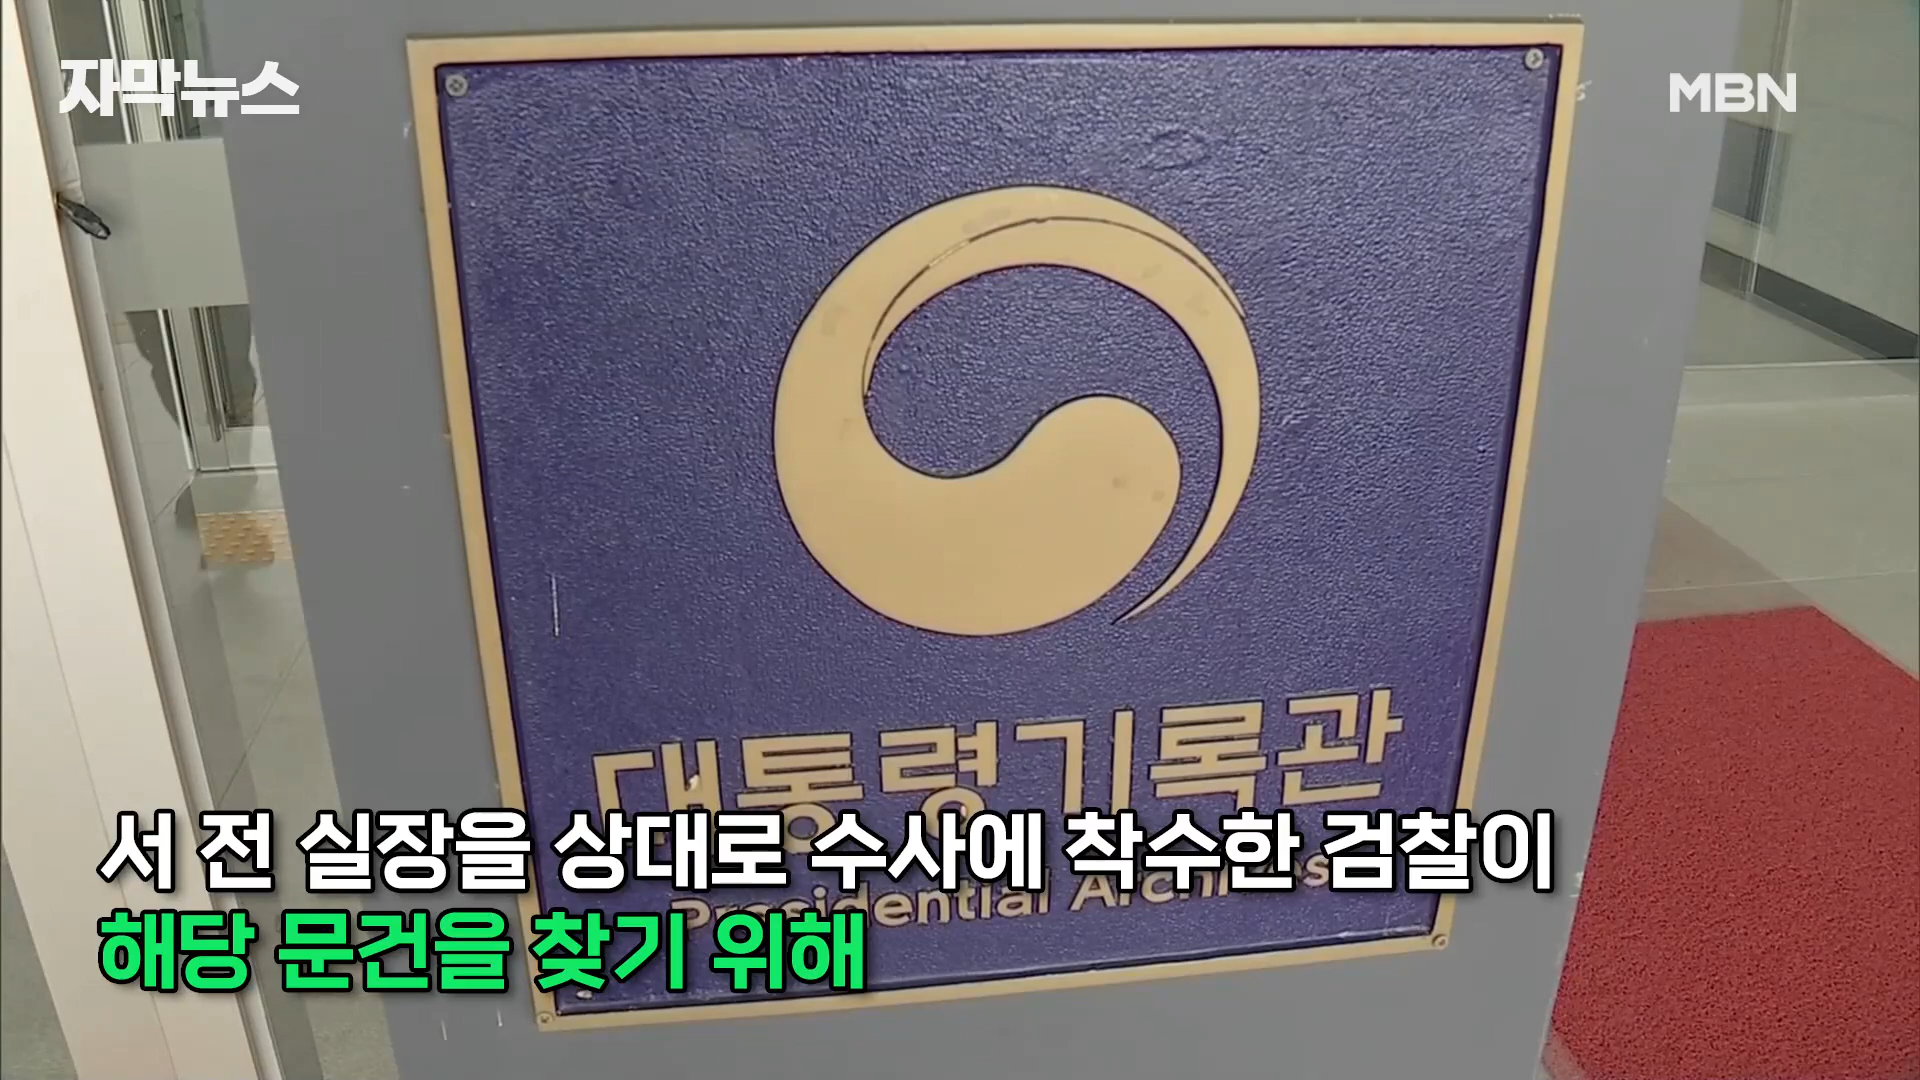 자막뉴스
MBN
대통령기록관
Presidential Archives
서 전 실장을 상대로 수사에 착수한 검찰이
해당 문건을 찾기 위해